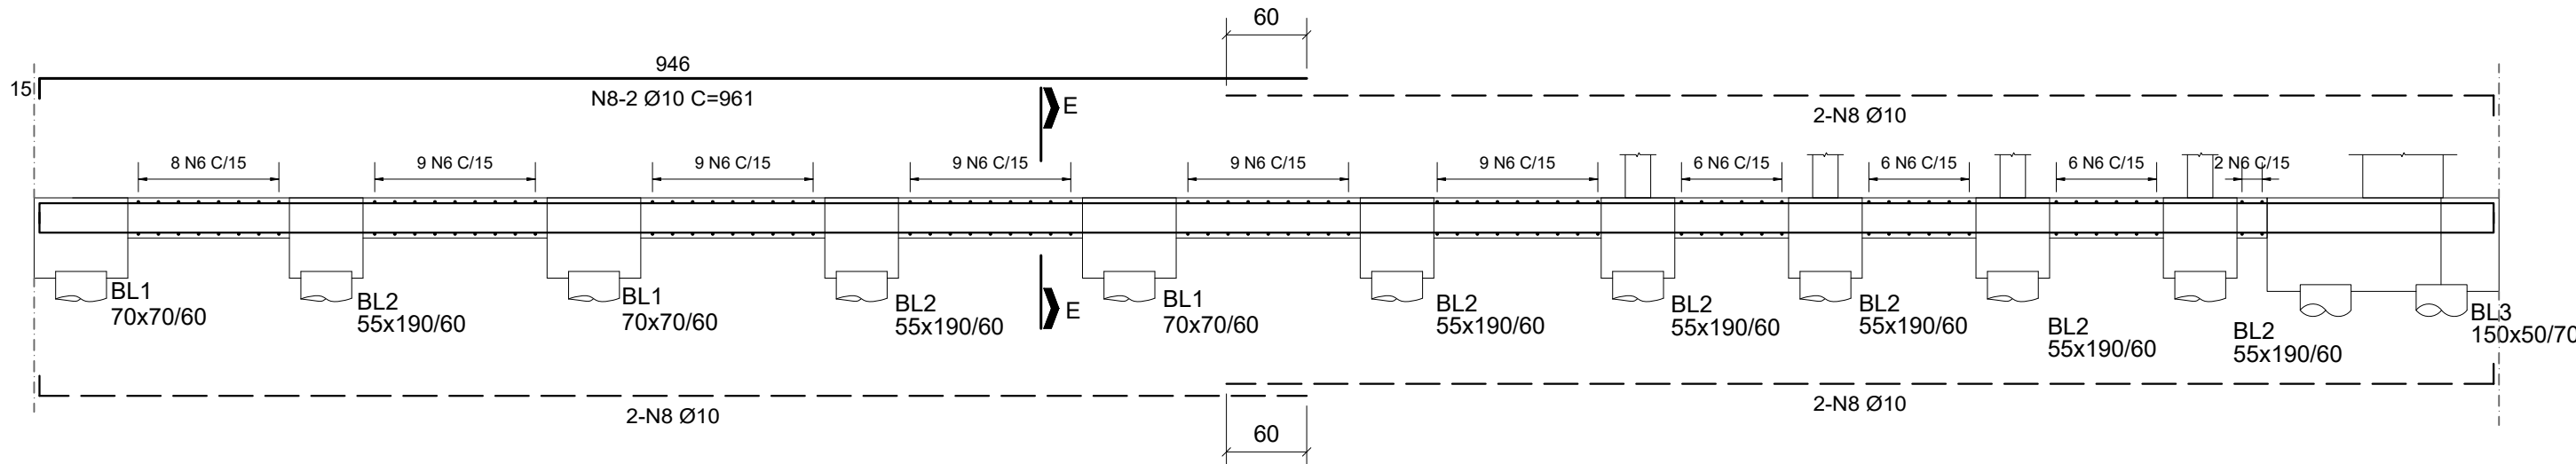 60
946
15
N8-2 Ø10 C=961
E
2-N8 Ø10
8 N6 C/15
9 N6 C/15
9 N6 C/15
9 N6 C/15
9 N6 C/15
9 N6 C/15
6 N6 C/15
6 N6 C/15
6 N6 C/15
2 N6 C/15
BL1
70x70/60
BL2
55x190/60
BL1
70x70/60
BL2
55x190/60
E
BL1
70x70/60
BL2
55x190/60
BL2
55x190/60
BL2
55x190/60
BL2
55x190/60
BL2
55x190/60
BL3
150x50/70
2-N8 Ø10
2-N8 Ø10
60